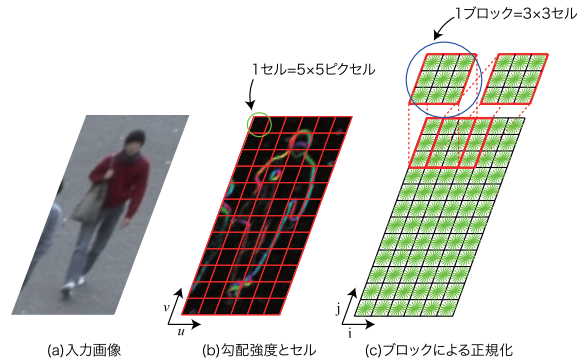 1ブロック=3×3セル
1セル=5×5ピクセル
v
u
j
i
(a)入力画像
(b)勾配強度とセル
(c)ブロックによる正規化